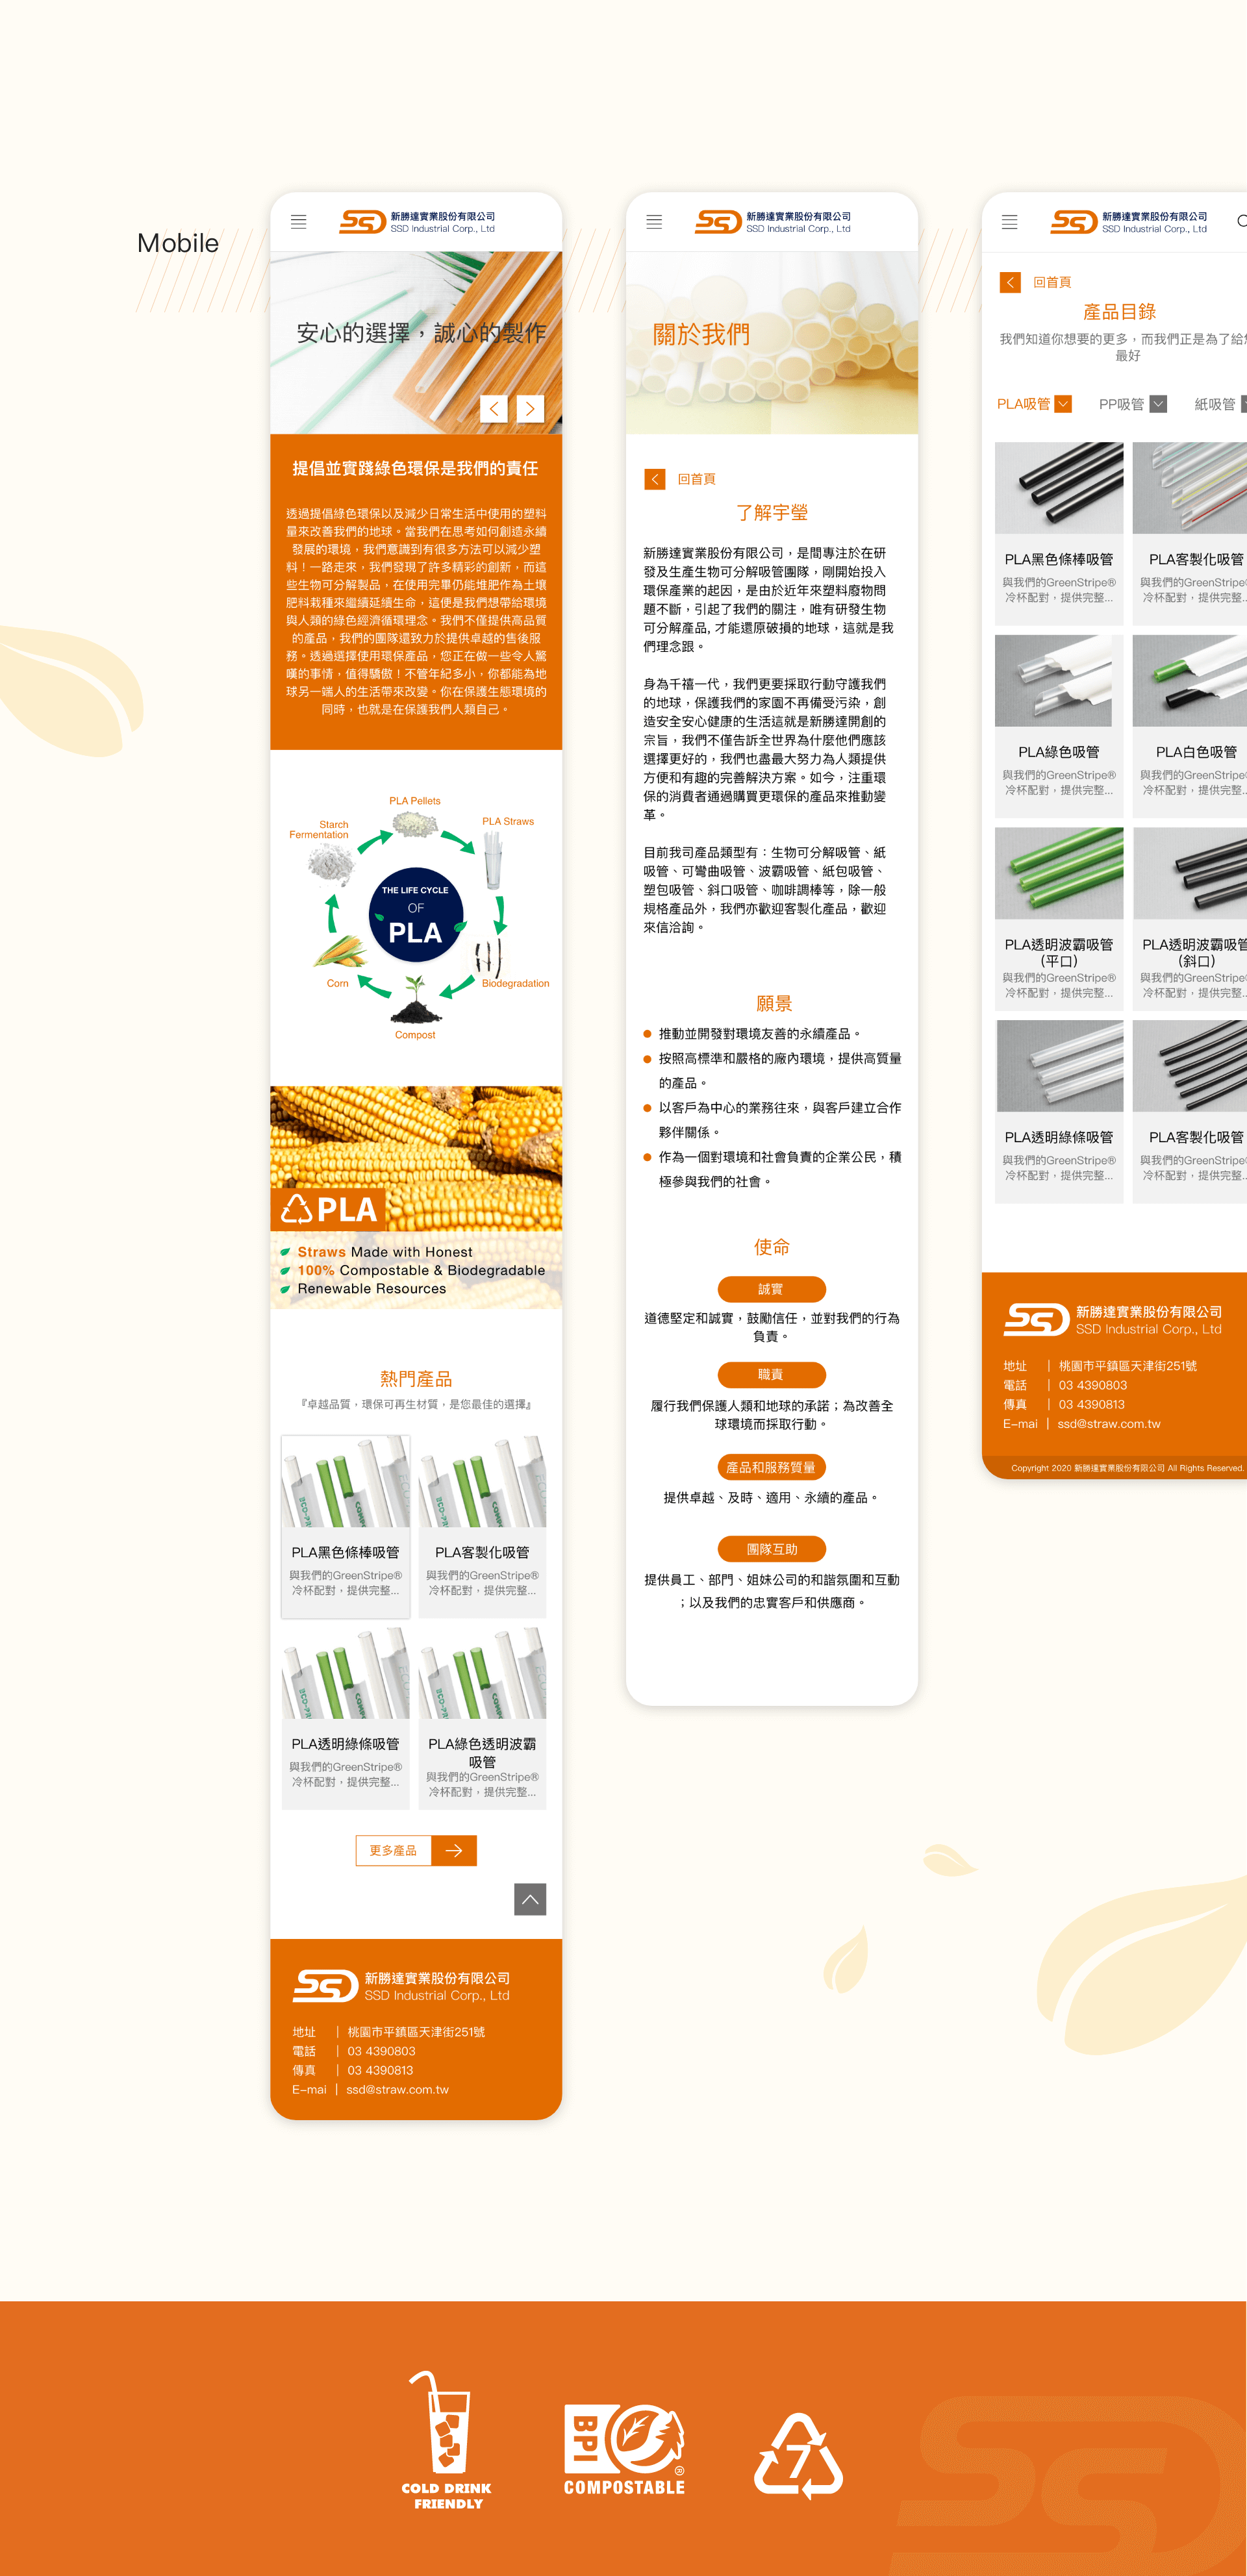 Mobile
新勝達實業股份有限公司
SSD Industrial Corp., Ltd
安心的選擇，誠心的製作
提倡並實踐綠色環保是我們的責任
透過提倡綠色環保以及減少日常生活中使用的塑料
量來改善我們的地球。當我們在思考如何創造永續
發展的環境，我們意識到有很多方法可以減少塑
料！一路走來，我們發現了許多精彩的創新，而這
些生物可分解製品，在使用完畢仍能堆肥作為土壤
肥料栽種來繼續延續生命，這便是我們想帶給環境
與人類的綠色經濟循環理念。我們不僅提供高品質
的產品，我們的團隊還致力於提供卓越的售後服
務。透過選擇使用環保產品，您正在做一些令人驚
嘆的事情，值得驕傲！不管年紀多小，你都能為地
球另一端人的生活帶來改變。你在保護生態環境的
同時，也就是在保護我們人類自己。
PLA Pellets
Starch
Fermentation
PLA Straws
THE LIFE CYCLE
OF
PLA
Corn
Biodegradation
Compost
PLA
Straws Made with Honest
100% Compostable & Biodegradable
Renewable Resources
熱門產品
『卓越品質，環保可再生材質，是您最佳的選擇』
PLA黑色條棒吸管
與我們的GreenStripe®
冷杯配對，提供完整...
PLA客製化吸管
與我們的GreenStripe®
冷杯配對，提供完整...
PLA透明綠條吸管
與我們的GreenStripe®
冷杯配對，提供完整...
PLA綠色透明波霸
吸管
與我們的GreenStripe®
冷杯配對，提供完整...
更多產品
新勝達實業股份有限公司
SSD Industrial Corp., Ltd
地址 | 桃園市平鎮區天津街251號
電話 | 03 4390803
傳真 | 03 4390813
E-mai | ssd@straw.com.tw
新勝達實業股份有限公司
SSD Industrial Corp., Ltd
關於我們
回首頁
了解宇瑩
新勝達實業股份有限公司，是間專注於在研
發及生產生物可分解吸管團隊，剛開始投入
環保產業的起因，是由於近年來塑料廢物問
題不斷，引起了我們的關注，唯有研發生物
可分解產品, 才能還原破損的地球，這就是我
們理念跟。
身為千禧一代，我們更要採取行動守護我們
的地球，保護我們的家園不再備受污染，創
造安全安心健康的生活這就是新勝達開創的
宗旨，我們不僅告訴全世界為什麼他們應該
選擇更好的，我們也盡最大努力為人類提供
方便和有趣的完善解決方案。如今，注重環
保的消費者通過購買更環保的產品來推動變
革。
目前我司產品類型有：生物可分解吸管、紙
吸管、可彎曲吸管、波霸吸管、紙包吸管、
塑包吸管、斜口吸管、咖啡調棒等，除一般
規格產品外，我們亦歡迎客製化產品，歡迎
來信洽詢。
願景
推動並開發對環境友善的永續產品。
按照高標準和嚴格的廠內環境，提供高質量
的產品。
以客戶為中心的業務往來，與客戶建立合作
夥伴關係。
作為一個對環境和社會負責的企業公民，積
極參與我們的社會。
使命
誠實
道德堅定和誠實，鼓勵信任，並對我們的行為
負責。
職責
履行我們保護人類和地球的承諾；為改善全
球環境而採取行動。
產品和服務質量
提供卓越、及時、適用、永續的產品。
團隊互助
提供員工、部門、姐妹公司的和諧氛圍和互動
；以及我們的忠實客戶和供應商。
新勝達實業股份有限公司
SSD Industrial Corp., Ltd
回首頁
產品目錄
我們知道你想要的更多，而我們正是為了給
最好
PLA吸管
PP吸管
紙吸管
PLA黑色條棒吸管
與我們的GreenStripe®
冷杯配對，提供完整...
PLA客製化吸管
與我們的GreenStripe®
冷杯配對，提供完整...
PLA綠色吸管
與我們的GreenStripe®
冷杯配對，提供完整...
PLA白色吸管
與我們的GreenStripe®
冷杯配對，提供完整...
PLA透明波霸吸管
(平口)
與我們的GreenStripe®
冷杯配對，提供完整...
PLA透明波霸吸管
(斜口)
與我們的GreenStripe®
冷杯配對，提供完整...
PLA透明綠條吸管
與我們的GreenStripe®
冷杯配對，提供完整...
PLA客製化吸管
與我們的GreenStripe®
冷杯配對，提供完整...
新勝達實業股份有限公司
SSD Industrial Corp., Ltd
地址 | 桃園市平鎮區天津街251號
電話 | 03 4390803
傳真 | 03 4390813
E-mai | ssd@straw.com.tw
Copyright 2020 新勝達實業股份有限公司 All Rights Reserved.
COLD DRINK
FRIENDLY
BPI
COMPOSTABLE
7